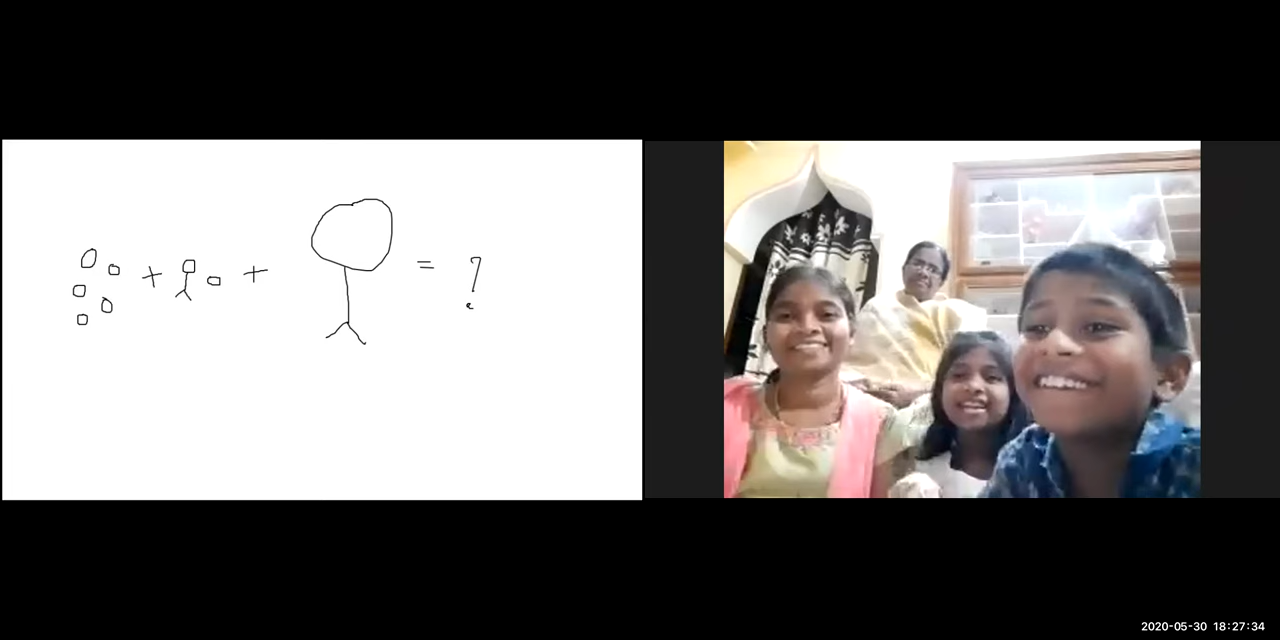 + + = ?
2020-05-30 18:27:34